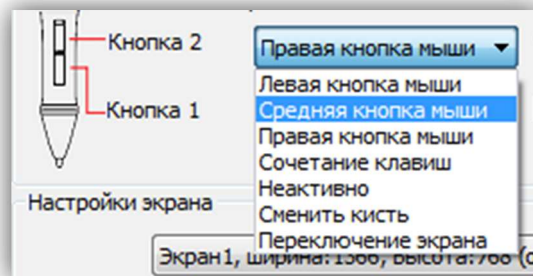 Кнопка 2
Правая кнопка мыши
Левая кнопка мыши
Средняя кнопка мыши
Кнопка 1
Правая кнопка мыши
Сочетание клавиш
Неактивно
Настройки экрана
Сменить кисть
Переключение экрана
Экран1, ширина:1366, высота:768 (